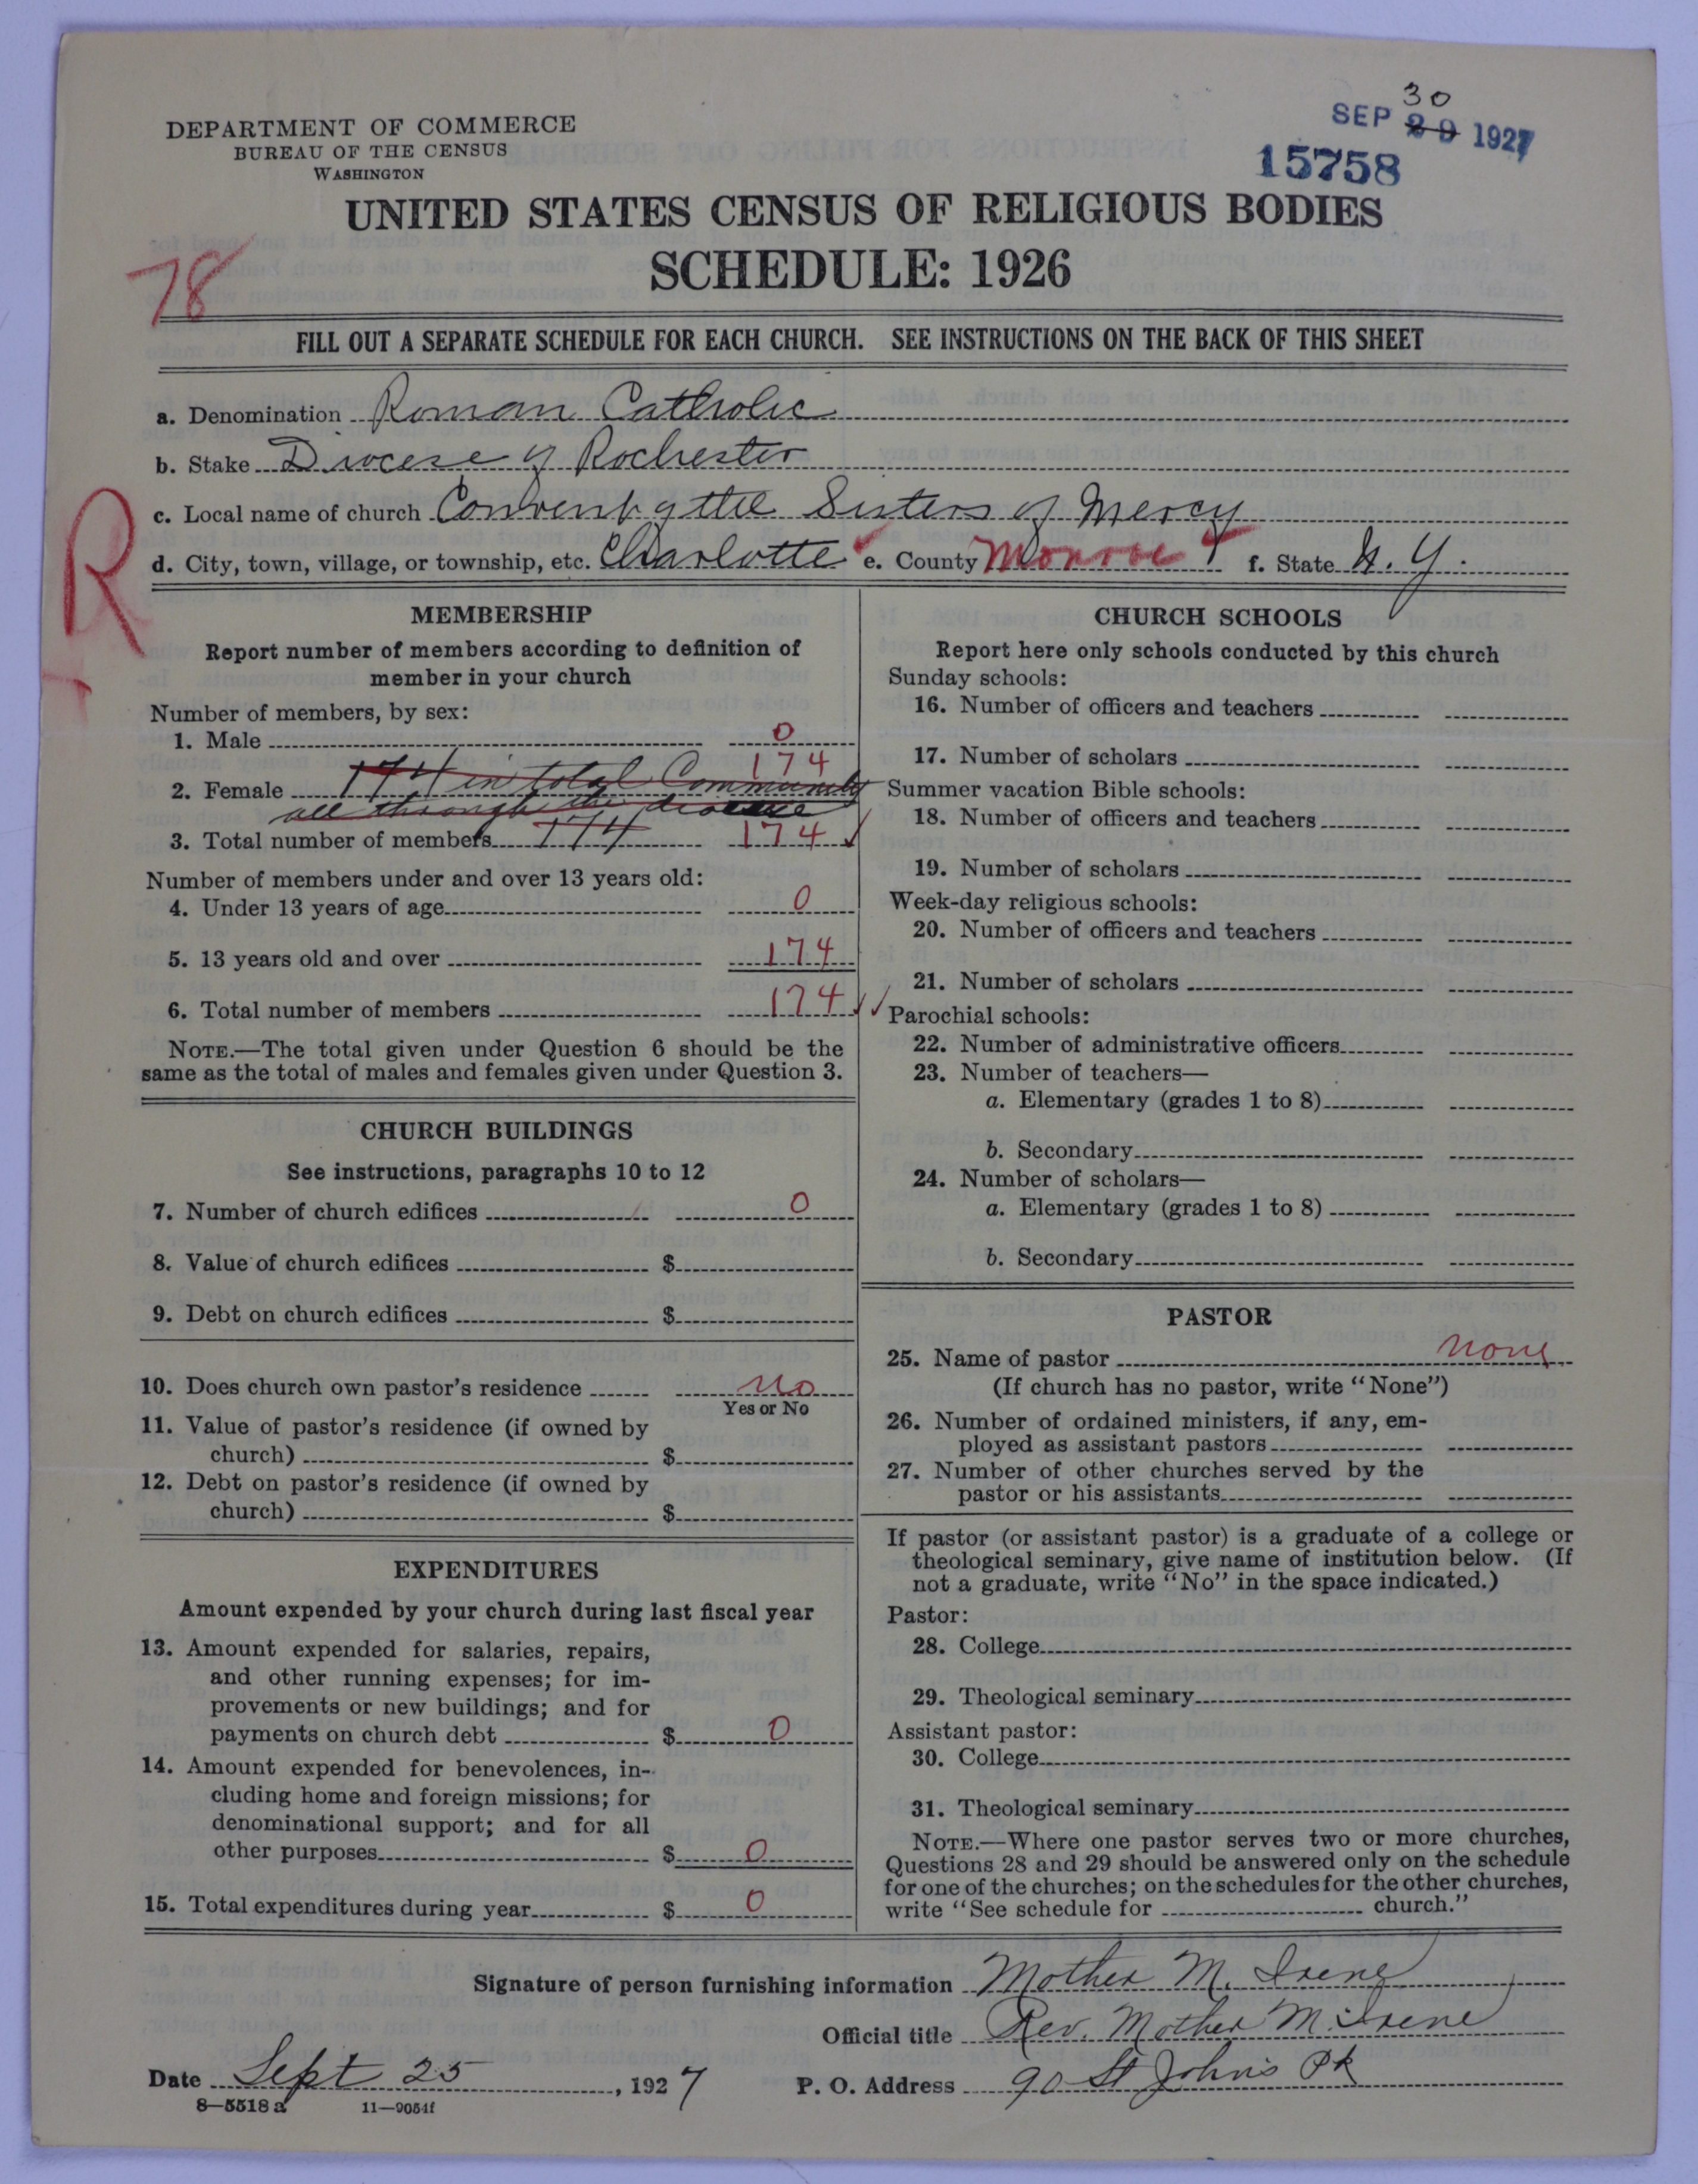 DEPARTMENT OF COMMERCE
BUREAU OF THE CENSUS
WASHINGTON
SEP 29 1927
30
15758
UNITED STATES CENSUS OF RELIGIOUS BODIES
SCHEDULE: 1926
78
FILL OUT A SEPARATE SCHEDULE FOR EACH CHURCH. SEE INSTRUCTIONS ON THE BACK OF THIS SHEET
a. Denomination Roman Catholic
b. Stake Diocese of Rochester
c. Local name of church Convent of the Sisters of Mercy
R
d. City, town, village, or township, etc. Charlotte e. County Monroe f. State N. Y.
MEMBERSHIP
Report number of members according to definition of
member in your church
Number of members, by sex:
1. Male 0
2. Female 174 in total Community 174
all through the diocese
3. Total number of members 174 174 ✓
Number of members under and over 13 years old:
4. Under 13 years of age 0
5. 13 years old and over 174
6. Total number of members 174 ✓✓
NOTE.—The total given under Question 6 should be the
same as the total of males and females given under Question 3.
CHURCH BUILDINGS
See instructions, paragraphs 10 to 12
7. Number of church edifices 0
8. Value of church edifices $
9. Debt on church edifices $
10. Does church own pastor's residence no
Yes or No
11. Value of pastor's residence (if owned by
church) $
12. Debt on pastor's residence (if owned by
church) $
EXPENDITURES
Amount expended by your church during last fiscal year
13. Amount expended for salaries, repairs,
and other running expenses; for im-
provements or new buildings; and for
payments on church debt $ 0
14. Amount expended for benevolences, in-
cluding home and foreign missions; for
denominational support; and for all
other purposes $ 0
15. Total expenditures during year $ 0
CHURCH SCHOOLS
Report here only schools conducted by this church
Sunday schools:
16. Number of officers and teachers
17. Number of scholars
Summer vacation Bible schools:
18. Number of officers and teachers
19. Number of scholars
Week-day religious schools:
20. Number of officers and teachers
21. Number of scholars
Parochial schools:
22. Number of administrative officers
23. Number of teachers—
a. Elementary (grades 1 to 8)
b. Secondary
24. Number of scholars—
a. Elementary (grades 1 to 8)
b. Secondary
PASTOR
25. Name of pastor none
(If church has no pastor, write "None")
26. Number of ordained ministers, if any, em-
ployed as assistant pastors
27. Number of other churches served by the
pastor or his assistants
If pastor (or assistant pastor) is a graduate of a college or
theological seminary, give name of institution below. (If
not a graduate, write "No" in the space indicated.)
Pastor:
28. College
29. Theological seminary
Assistant pastor:
30. College
31. Theological seminary
NOTE.—Where one pastor serves two or more churches,
Questions 28 and 29 should be answered only on the schedule
for one of the churches; on the schedules for the other churches,
write "See schedule for church."
Signature of person furnishing information Mother M. Irene
Official title Rev. Mother M. Irene
Date Sept 25, 1927 P. O. Address 90 St John's Pk
8—5518 a 11—9054f